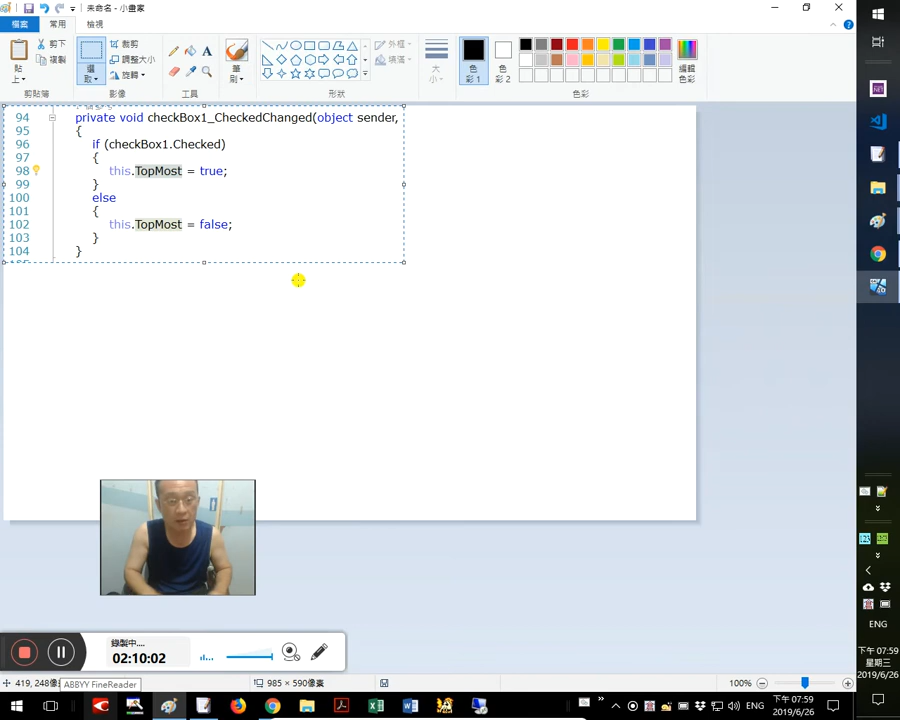 未命名 - 小畫家
檔案
常用
檢視
貼上
剪下
複製
剪貼簿
選取
裁剪
調整大小
旋轉
影像
A
工具
筆刷
外框
填滿
形狀
大小
色彩 1
色彩 2
編輯色彩
色彩
94 private void checkBox1_CheckedChanged(object sender,
95 {
96 if (checkBox1.Checked)
97 {
98 this.TopMost = true;
99 }
100 else
101 {
102 this.TopMost = false;
103 }
104 }
錄製中....
02:10:02
419, 248像
ABBYY FineReader
985 × 590像素
100%
ENG
下午 07:59
2019/6/26
ENG
下午 07:59
星期三
2019/6/26